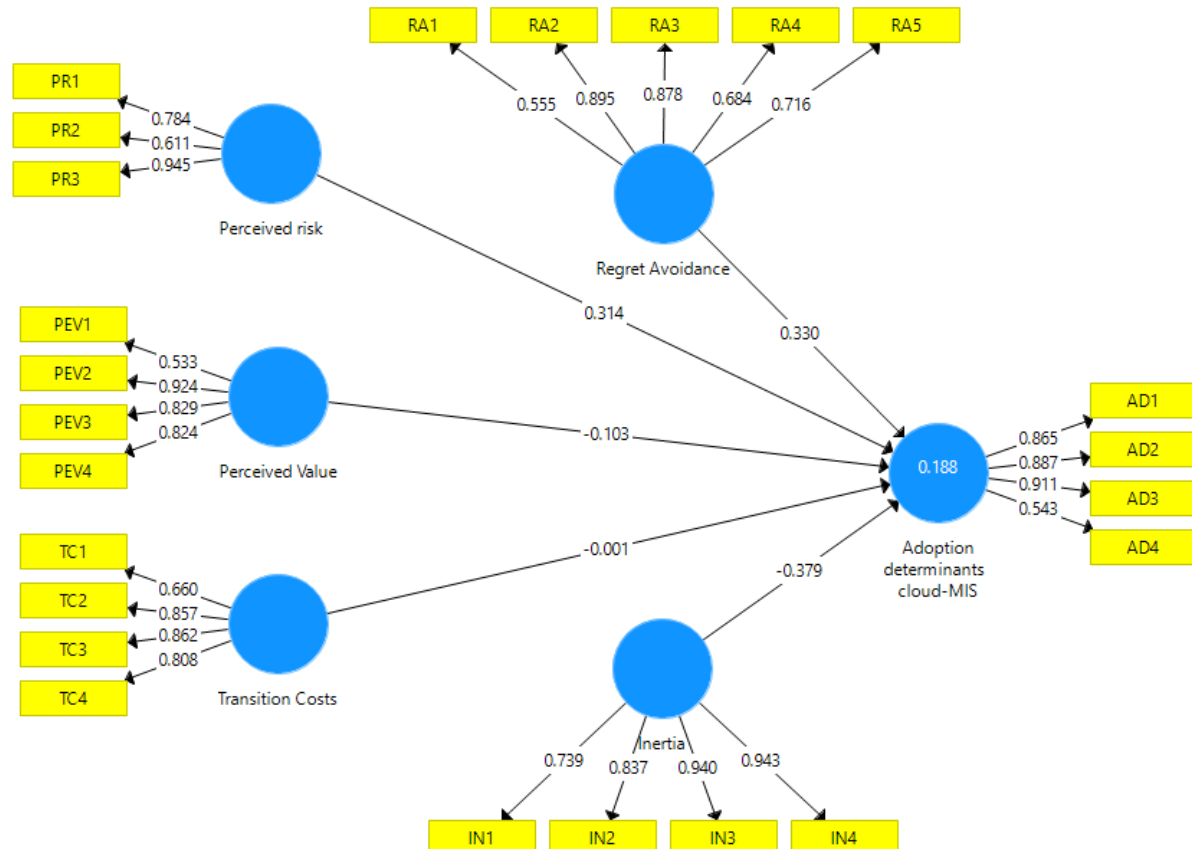 RA1 RA2 RA3 RA4 RA5
0.555 0.895 0.878 0.684 0.716
Regret Avoidance
PR1
PR2
PR3
0.784
0.611
0.945
Perceived risk
0.314
0.330
PEV1
PEV2
PEV3
PEV4
0.533
0.924
0.829
0.824
Perceived Value
-0.103
TC1
TC2
TC3
TC4
0.660
0.857
0.862
0.808
Transition Costs
-0.001
-0.379
0.188
Adoption
determinants
cloud-MIS
0.865
0.887
0.911
0.543
AD1
AD2
AD3
AD4
Inertia
0.739 0.837 0.940 0.943
IN1 IN2 IN3 IN4